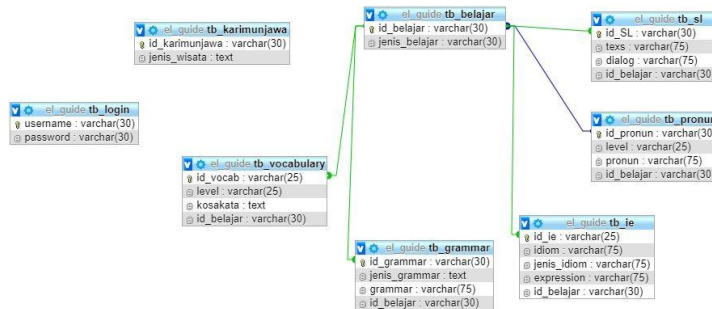 el_guide tb_karimunjawa
id_karimunjawa : varchar(30)
jenis_wisata : text
el_guide tb_belajar
id_belajar : varchar(30)
jenis_belajar : varchar(30)
el_guide tb_sl
id_SL : varchar(30)
texs : varchar(75)
dialog : varchar(75)
id_belajar : varchar(30
el_guide tb_login
username : varchar(30)
password : varchar(30)
el_guide tb_pronun
id_pronun : varchar(30
level : varchar(25)
pronun : varchar(75)
id_belajar : varchar(30
el_guide tb_vocabulary
id_vocab : varchar(25)
level : varchar(25)
kosakata : text
id_belajar : varchar(30)
el_guide tb_ie
id_ie : varchar(25)
idiom : varchar(75)
jenis_idiom : varchar(75)
expression : varchar(75)
id_belajar : varchar(30)
el_guide tb_grammar
id_grammar : varchar(30)
jenis_grammar : text
grammar : varchar(75)
id_belajar : varchar(30)